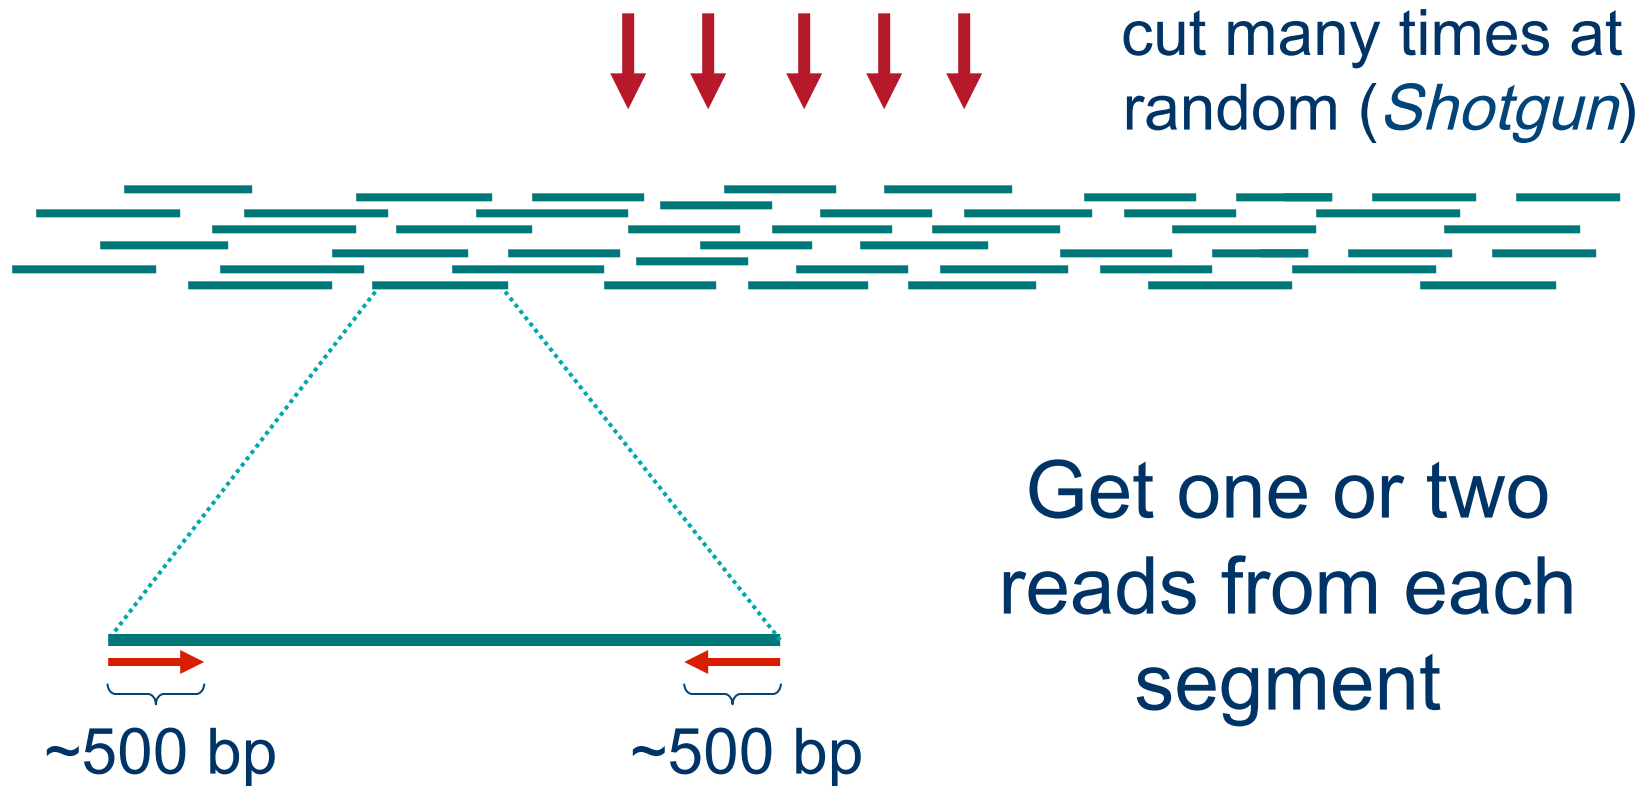 cut many times at
random (Shotgun)
Get one or two
reads from each
segment
~500 bp
~500 bp